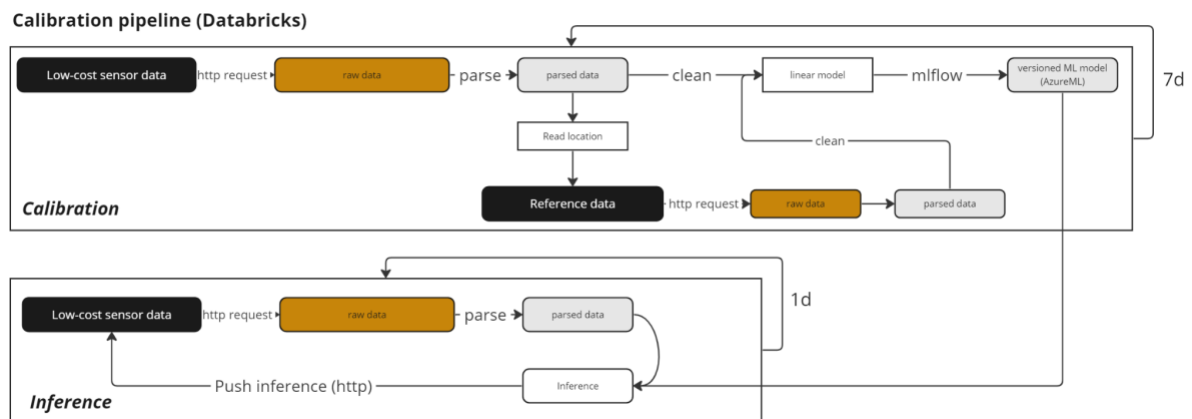 Calibration pipeline (Databricks)
Low-cost sensor data
http request
raw data
parse
parsed data
clean
linear model
mlflow
versioned ML model
(AzureML)
7d
Read location
clean
Reference data
http request
raw data
parsed data
Calibration
Low-cost sensor data
http request
raw data
parse
parsed data
1d
Push inference (http)
Inference
Inference